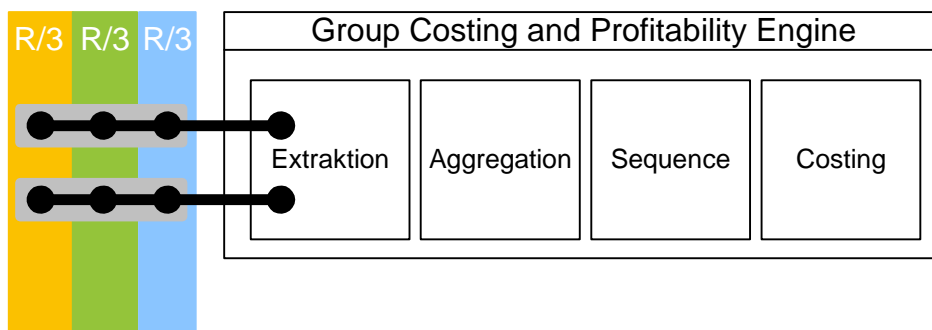 R/3 R/3 R/3
Group Costing and Profitability Engine
Extraktion Aggregation Sequence Costing